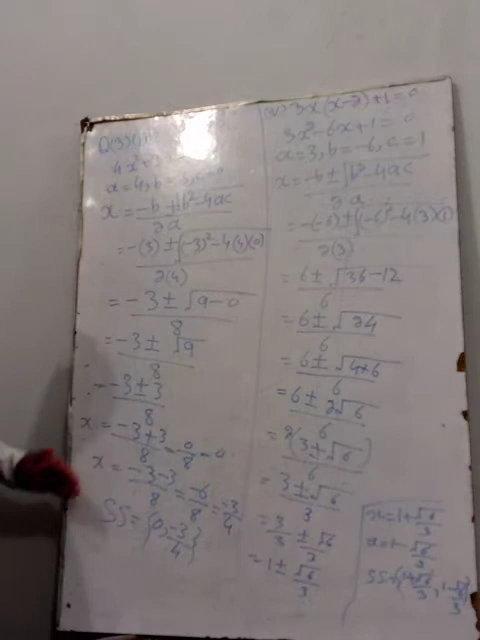 Q(3)(i)
4x²+3
a=4, b=3, c=0
x = -b ± √b²-4ac / 2a
= -(3) ± √(-3)²-4(4)(0) / 2(4)
= -3 ± √9-0 / 8
= -3 ± √9 / 8
= -3 ± 3 / 8
x = -3+3 / 8 = 0/8 = 0
x = -3-3 / 8 = -6/8 = -3/4
SS = {0, -3/4}
(iv) 3x(x-2)+1=0
3x²-6x+1=0
a=3, b=-6, c=1
x = -b ± √b²-4ac / 2a
= -(-6) ± √(-6)²-4(3)(1) / 2(3)
= 6 ± √36-12 / 6
= 6 ± √24 / 6
= 6 ± √4×6 / 6
= 6 ± 2√6 / 6
= 2(3 ± √6) / 6
= 3 ± √6 / 3
= 3/3 ± √6/3
= 1 ± √6/3
x = 1 + √6/3
x = 1 - √6/3
SS = {1+√6/3, 1-√6/3}